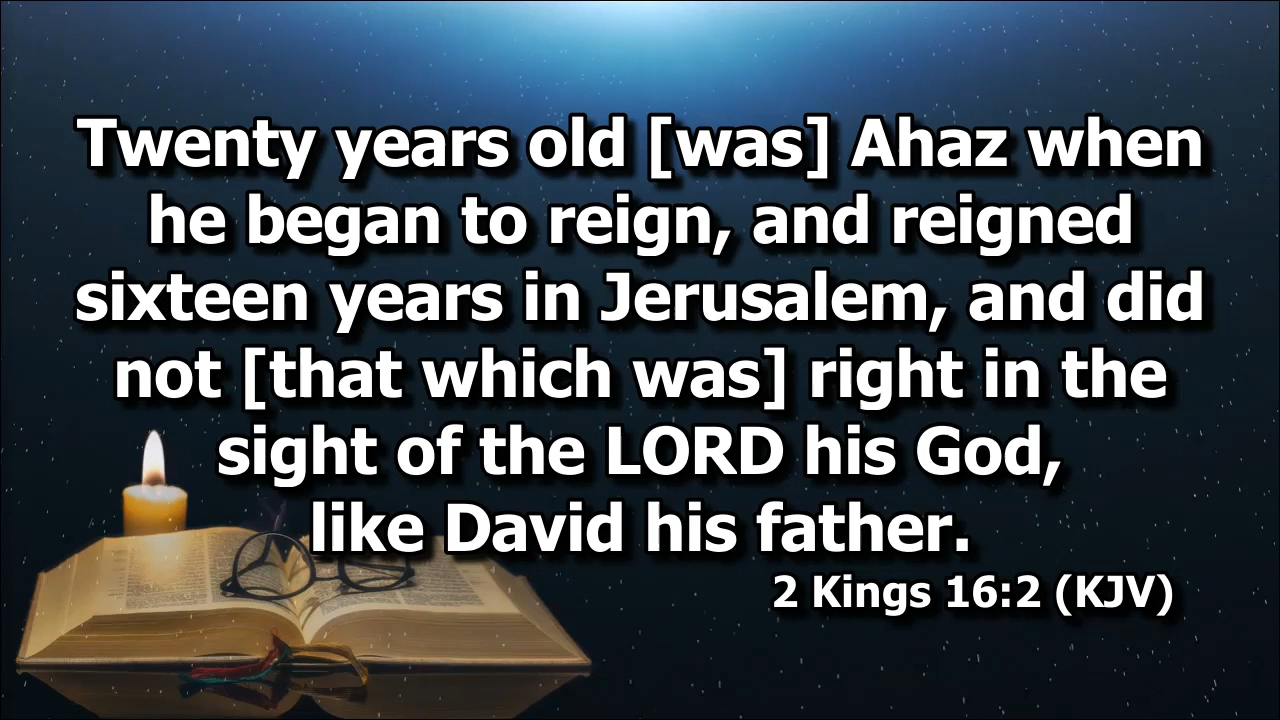 Twenty years old [was] Ahaz when
he began to reign, and reigned
sixteen years in Jerusalem, and did
not [that which was] right in the
sight of the LORD his God,
like David his father.
2 Kings 16:2 (KJV)